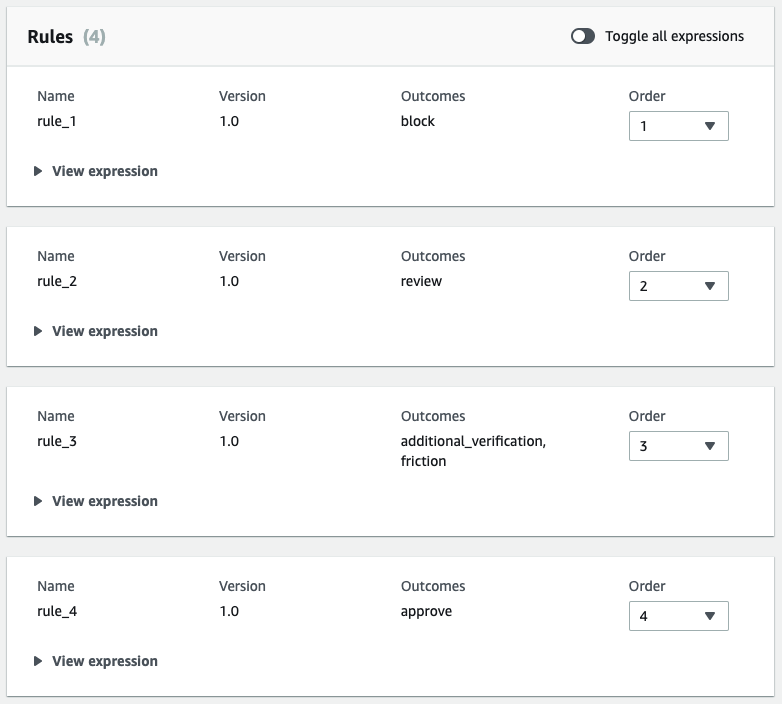 Rules (4)
Toggle all expressions
Name Version Outcomes Order
rule_1 1.0 block 1
View expression
Name Version Outcomes Order
rule_2 1.0 review 2
View expression
Name Version Outcomes Order
rule_3 1.0 additional_verification, 3
friction
View expression
Name Version Outcomes Order
rule_4 1.0 approve 4
View expression